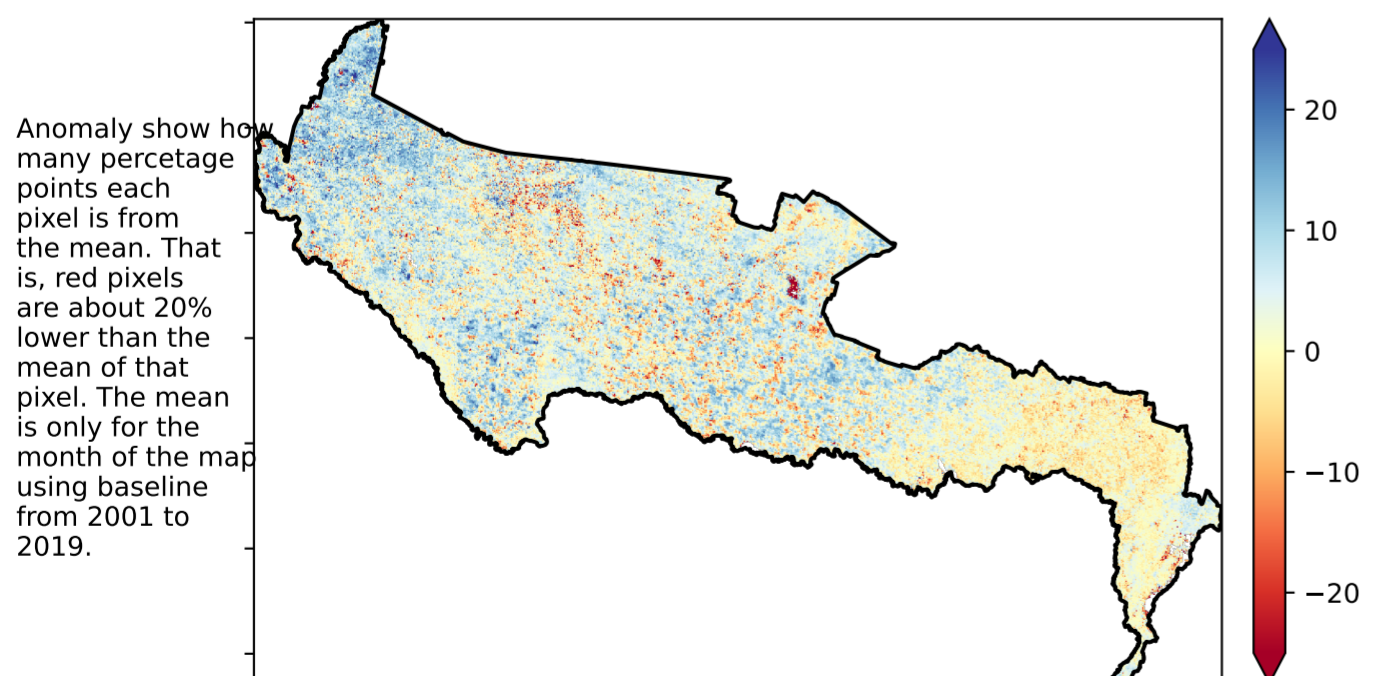 Anomaly show how
many percetage
points each
pixel is from
the mean. That
is, red pixels
are about 20%
lower than the
mean of that
pixel. The mean
is only for the
month of the map
using baseline
from 2001 to
2019.
20
10
0
−10
−20